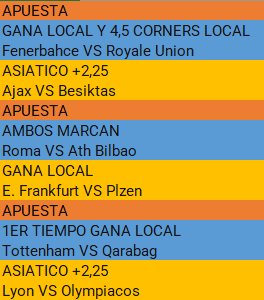 APUESTA
GANA LOCAL Y 4,5 CORNERS LOCAL
Fenerbahce VS Royale Union
ASIATICO +2,25
Ajax VS Besiktas
APUESTA
AMBOS MARCAN
Roma VS Ath Bilbao
GANA LOCAL
E. Frankfurt VS Plzen
APUESTA
1ER TIEMPO GANA LOCAL
Tottenham VS Qarabag
ASIATICO +2,25
Lyon VS Olympiacos